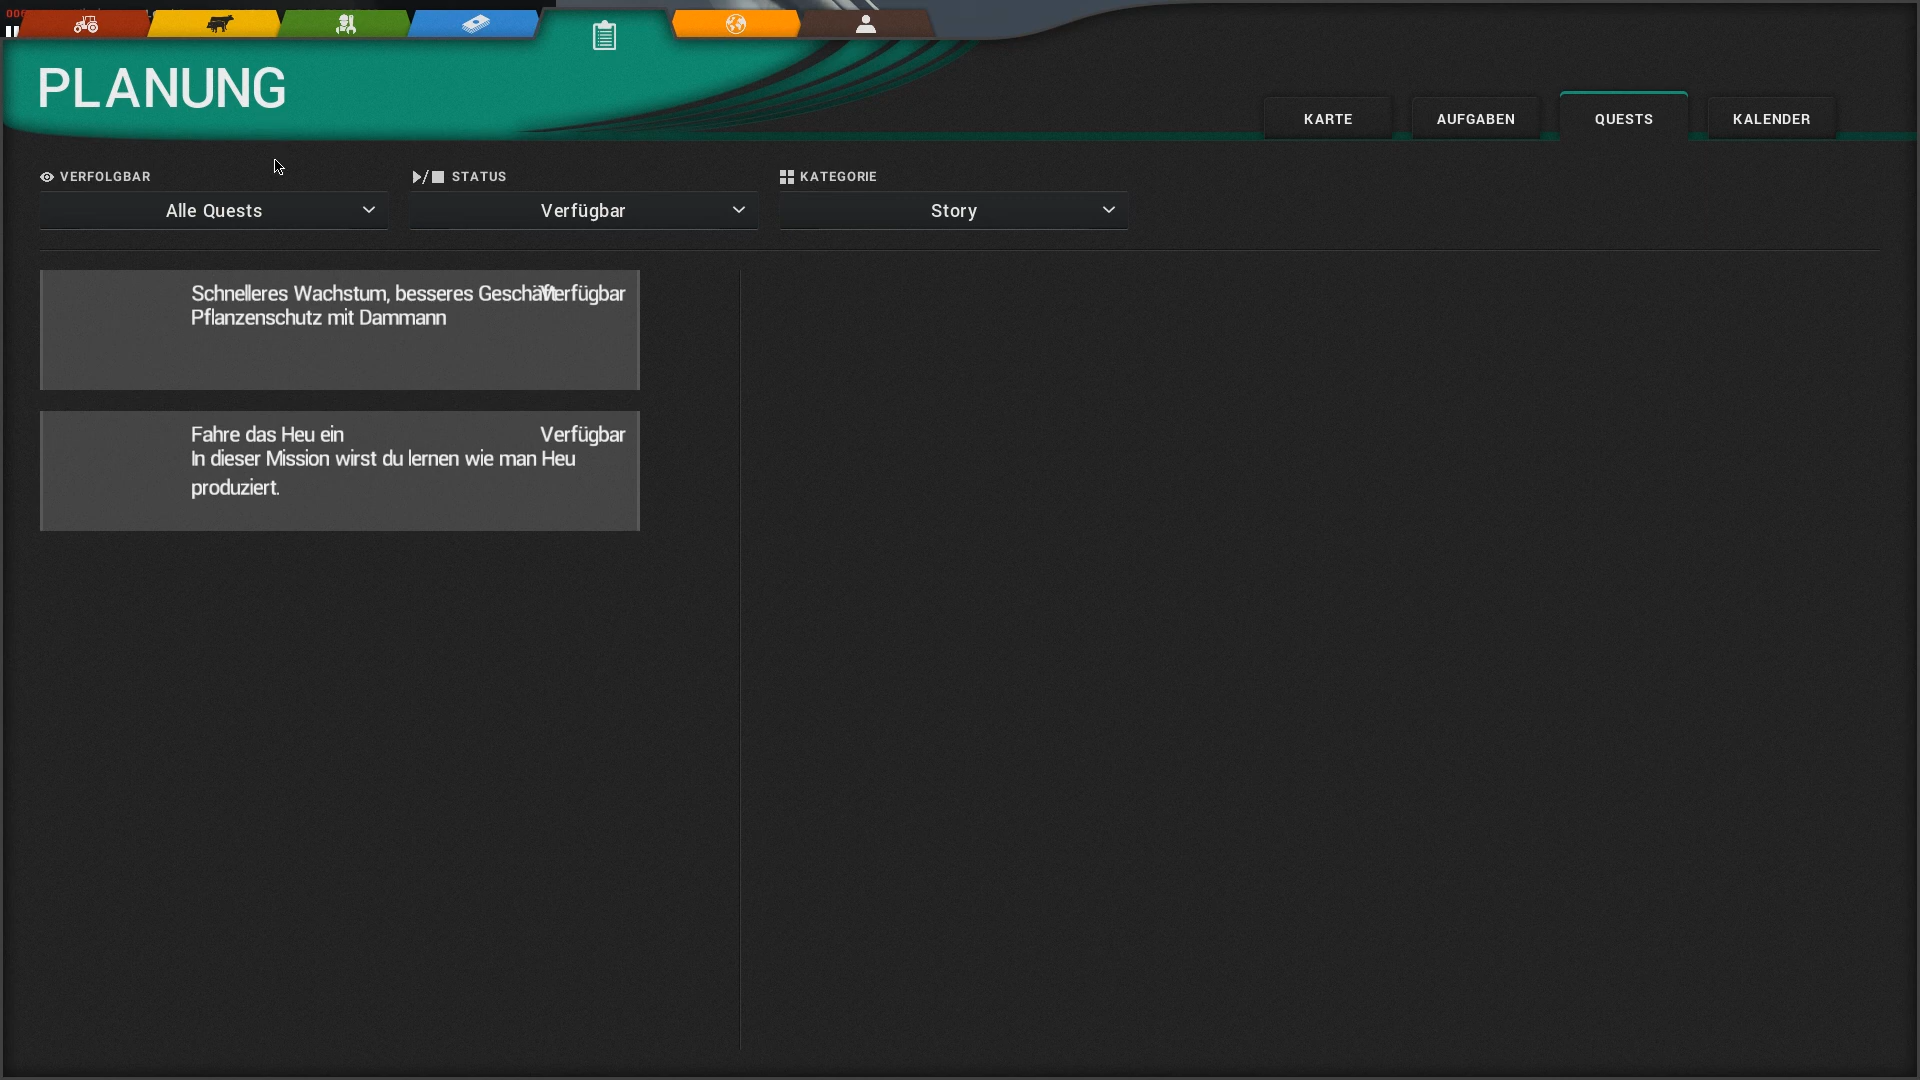 PLANUNG
KARTE
AUFGABEN
QUESTS
KALENDER
VERFOLGBAR
STATUS
KATEGORIE
Alle Quests
Verfügbar
Story
Schnelleres Wachstum, besseres Geschäft
Verfügbar
Pflanzenschutz mit Dammann
Fahre das Heu ein
Verfügbar
In dieser Mission wirst du lernen wie man Heu
produziert.